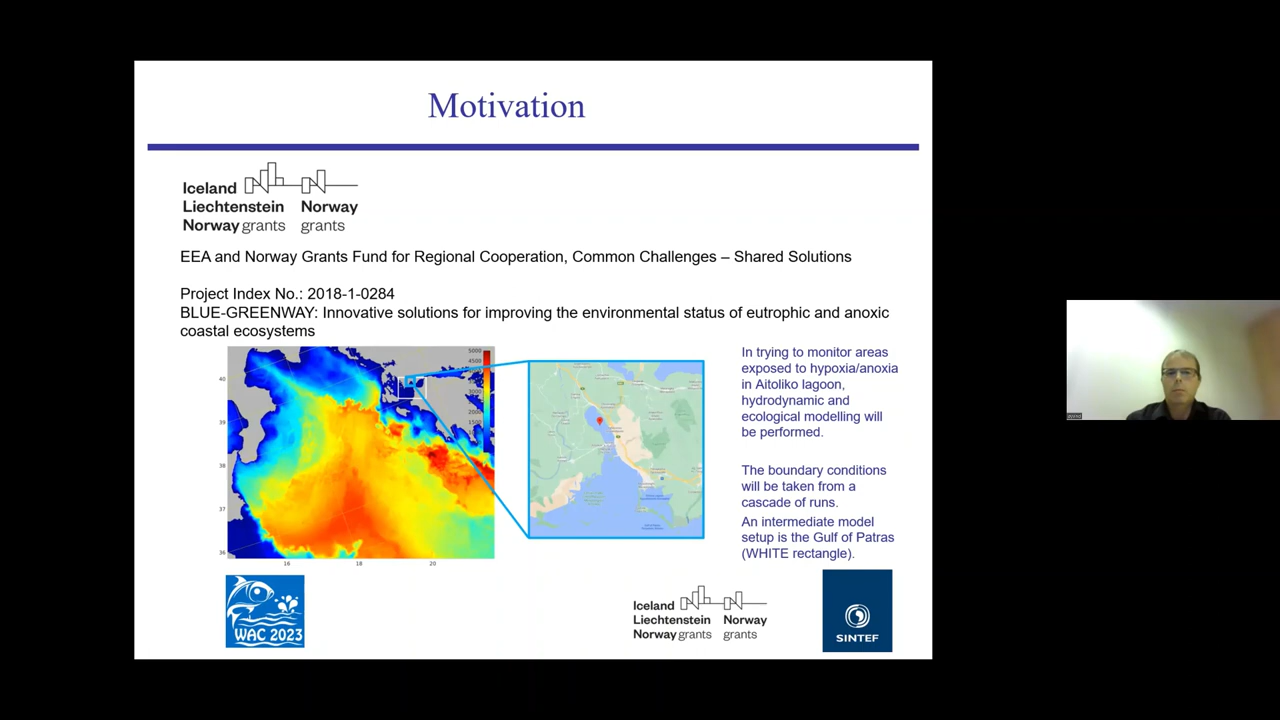 Motivation
Iceland
Liechtenstein Norway
Norway grants grants
EEA and Norway Grants Fund for Regional Cooperation, Common Challenges – Shared Solutions
Project Index No.: 2018-1-0284
BLUE-GREENWAY: Innovative solutions for improving the environmental status of eutrophic and anoxic
coastal ecosystems
5000
4500
2000
40
39
38
37
36
16 18 20
In trying to monitor areas
exposed to hypoxia/anoxia
in Aitoliko lagoon,
hydrodynamic and
ecological modelling will
be performed.
The boundary conditions
will be taken from a
cascade of runs.
An intermediate model
setup is the Gulf of Patras
(WHITE rectangle).
WAC 2023
Iceland
Liechtenstein Norway
Norway grants grants
SINTEF